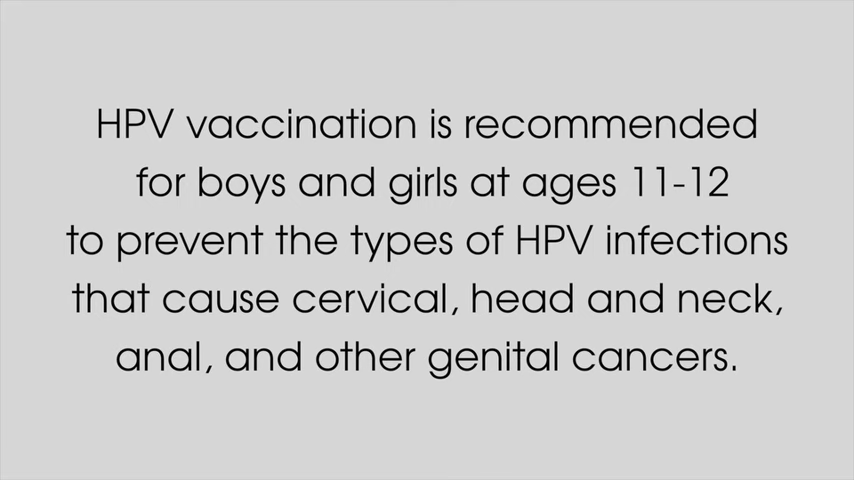 HPV vaccination is recommended
for boys and girls at ages 11-12
to prevent the types of HPV infections
that cause cervical, head and neck,
anal, and other genital cancers.